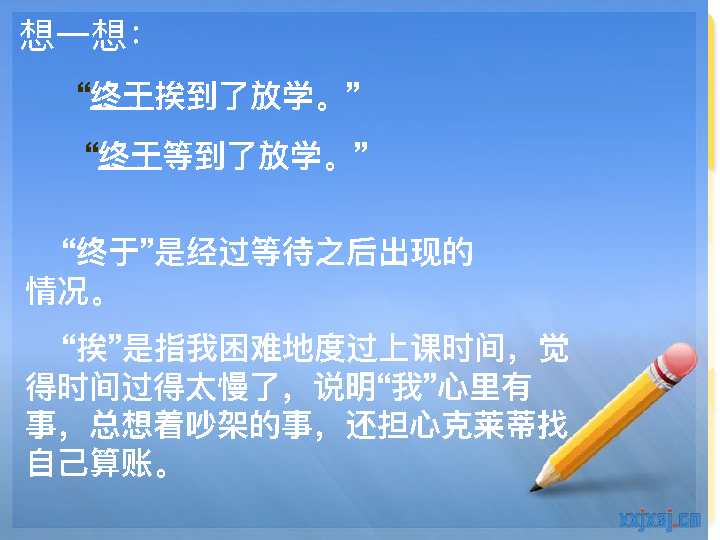 想一想：
“终于挨到了放学。”
“终于等到了放学。”
“终于”是经过等待之后出现的
情况。
“挨”是指我困难地度过上课时间，觉
得时间过得太慢了，说明“我”心里有
事，总想着吵架的事，还担心克莱蒂找
自己算账。
xxjxsj.cn